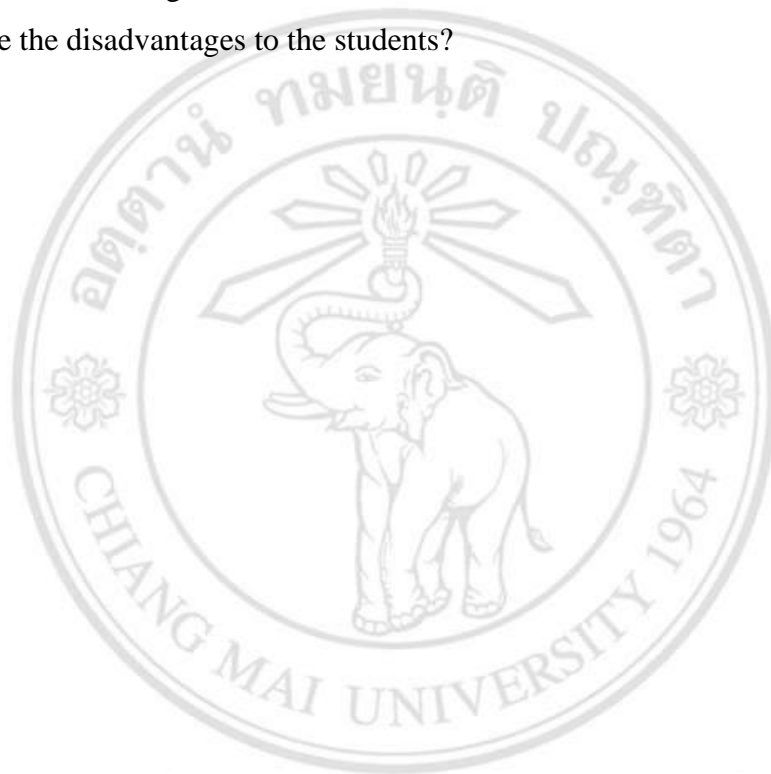 e the disadvantages to the students?
อตฺตานํ ทมยนฺติ ปณฺฑิตา
CHIANG MAI UNIVERSITY 1964